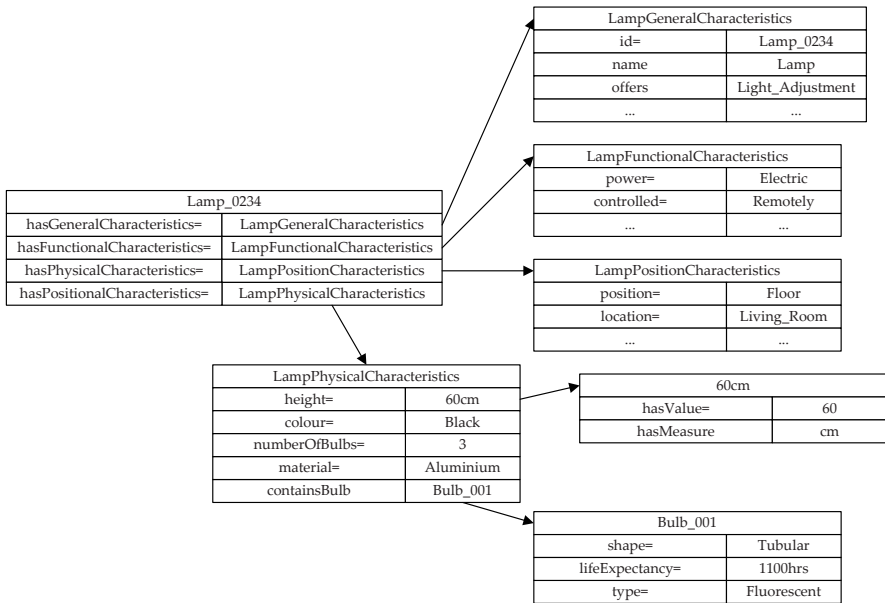 LampGeneralCharacteristics
id= Lamp_0234
name Lamp
offers Light_Adjustment
... ...
LampFunctionalCharacteristics
power= Electric
controlled= Remotely
... ...
Lamp_0234
hasGeneralCharacteristics= LampGeneralCharacteristics
hasFunctionalCharacteristics= LampFunctionalCharacteristics
hasPhysicalCharacteristics= LampPositionCharacteristics
hasPositionalCharacteristics= LampPhysicalCharacteristics
LampPositionCharacteristics
position= Floor
location= Living_Room
... ...
LampPhysicalCharacteristics
height= 60cm
colour= Black
numberOfBulbs= 3
material= Aluminium
containsBulb Bulb_001
60cm
hasValue= 60
hasMeasure cm
Bulb_001
shape= Tubular
lifeExpectancy= 1100hrs
type= Fluorescent